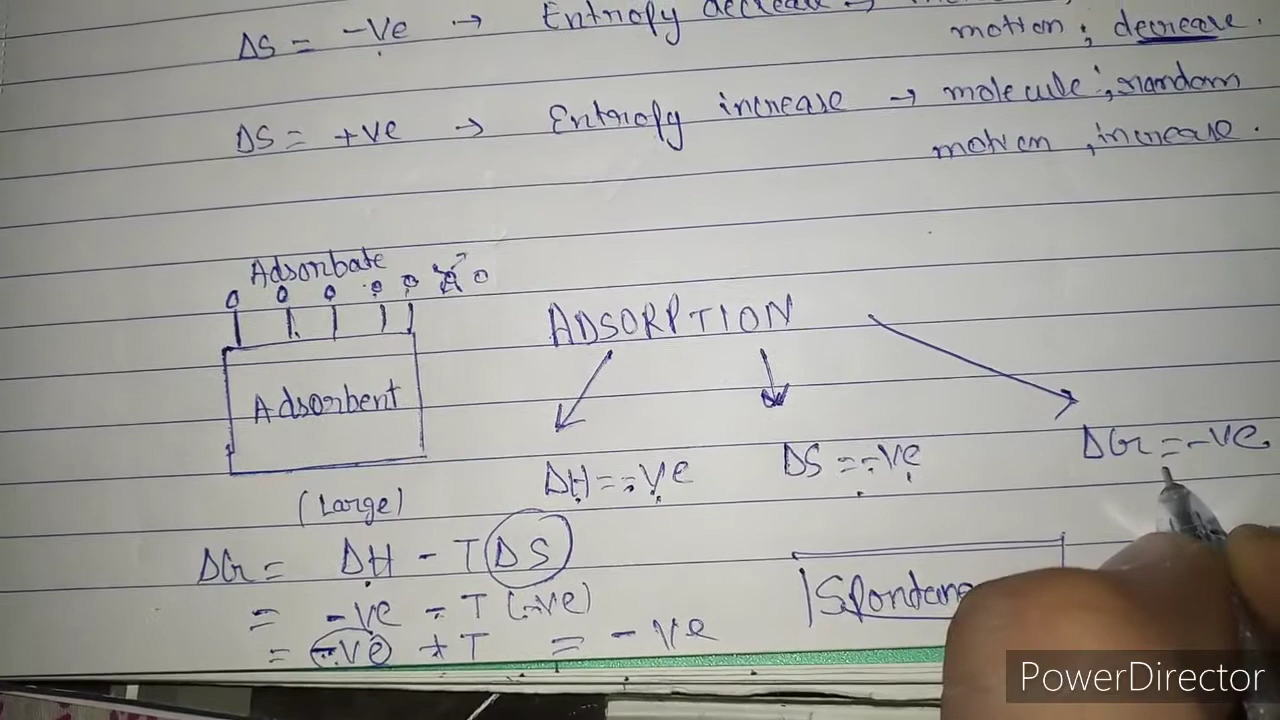 ΔS = -ve → Entropy decrease →
motion ; decrease.
ΔS = +ve → Entropy increase → molecule ; random
motion , increase.
Adsorbate
Adsorbent
(Large)
ADSORPTION
ΔH = -ve
ΔS = -ve
ΔG = -ve
ΔG = ΔH - T ΔS
= -ve - T (-ve)
= -ve + T = -ve
PowerDirector